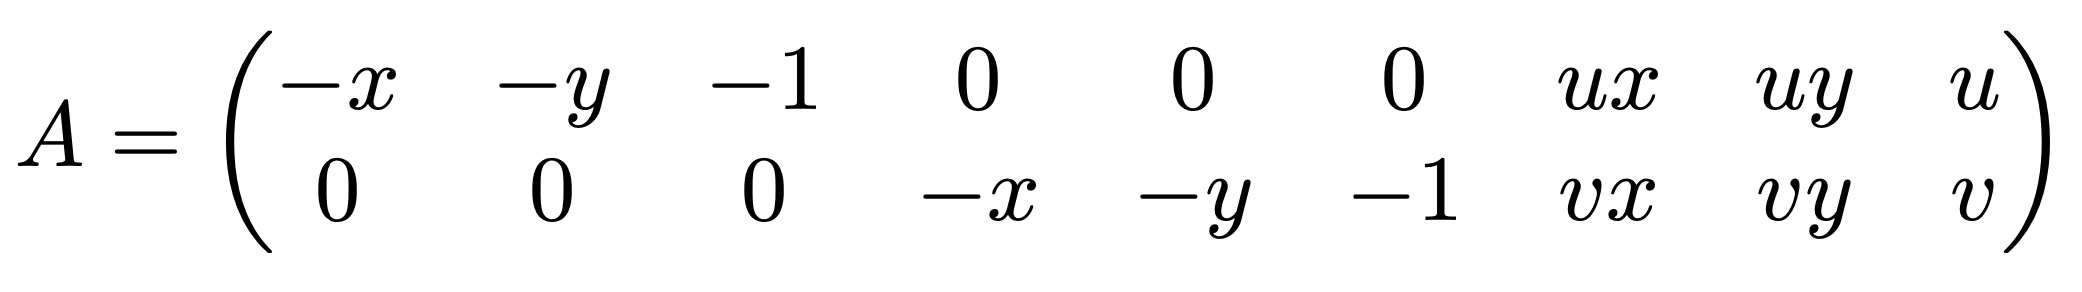 A = ( −x −y −1 0 0 0 ux uy u
0 0 0 −x −y −1 vx vy v )